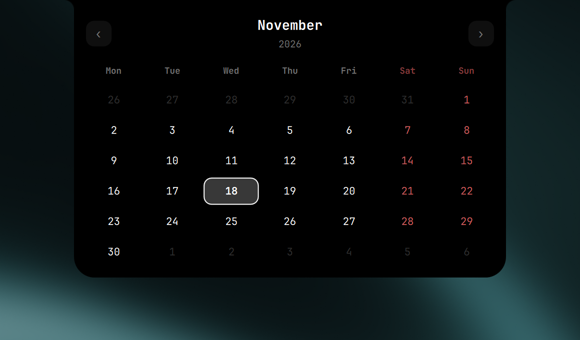 November
‹ ›
2026
Mon Tue Wed Thu Fri Sat Sun
26 27 28 29 30 31 1
2 3 4 5 6 7 8
9 10 11 12 13 14 15
16 17 18 19 20 21 22
23 24 25 26 27 28 29
30 1 2 3 4 5 6